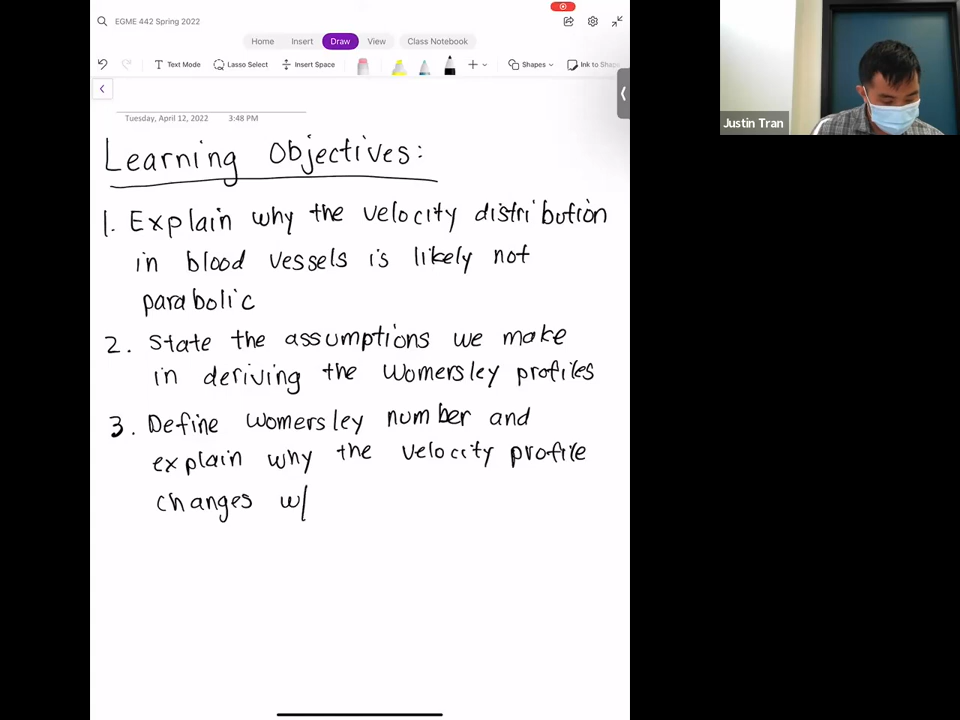 EGME 442 Spring 2022
Home Insert Draw View Class Notebook
Text Mode Lasso Select Insert Space Shapes Ink to Shape
Tuesday, April 12, 2022 3:48 PM
Learning Objectives:
1. Explain why the velocity distribution
in blood vessels is likely not
parabolic
2. State the assumptions we make
in deriving the Womersley profiles
3. Define Womersley number and
explain why the velocity profile
changes w/
Justin Tran